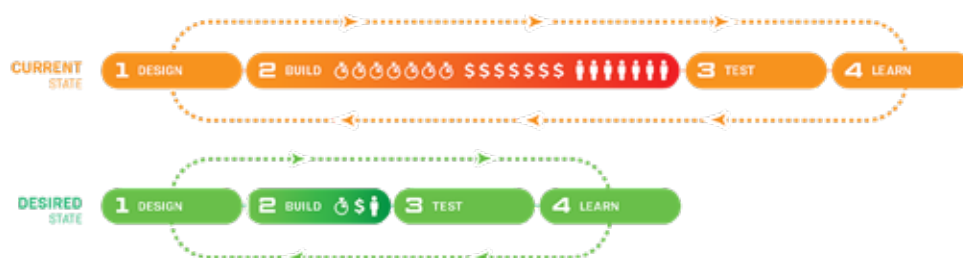 CURRENT
STATE
1 DESIGN
2 BUILD $$$$$$$
3 TEST
4 LEARN
DESIRED
STATE
1 DESIGN
2 BUILD $
3 TEST
4 LEARN